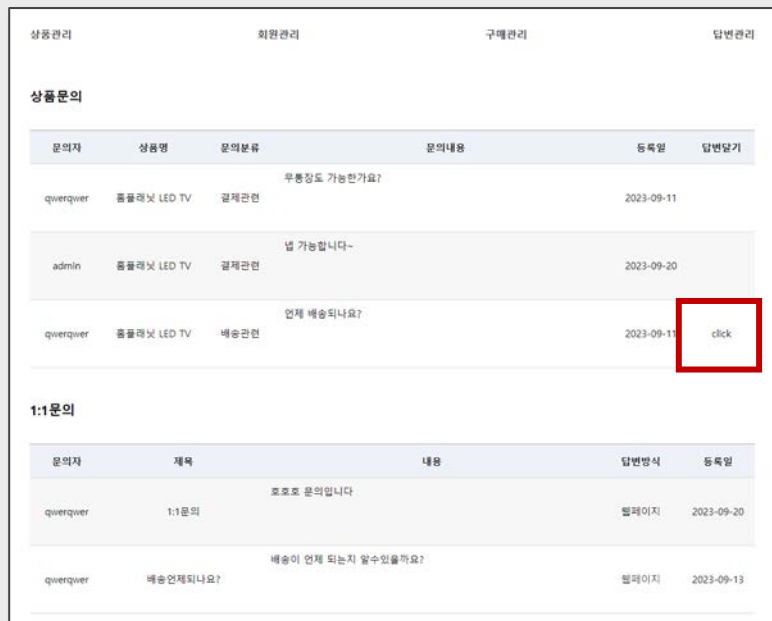 상품관리 회원관리 구매관리 답변관리
상품문의
문의자 상품명 문의분류 문의내용 등록일 답변달기
무통장도 가능한가요?
qwerqwer 홈플래닛 LED TV 결제관련 2023-09-11
넵 가능합니다~
admin 홈플래닛 LED TV 결제관련 2023-09-20
언제 배송되나요?
qwerqwer 홈플래닛 LED TV 배송관련 2023-09-11 click
1:1문의
문의자 제목 내용 답변방식 등록일
호호호 문의입니다
qwerqwer 1:1문의 웹페이지 2023-09-20
배송이 언제 되는지 알수있을까요?
qwerqwer 배송언제되나요? 웹페이지 2023-09-13